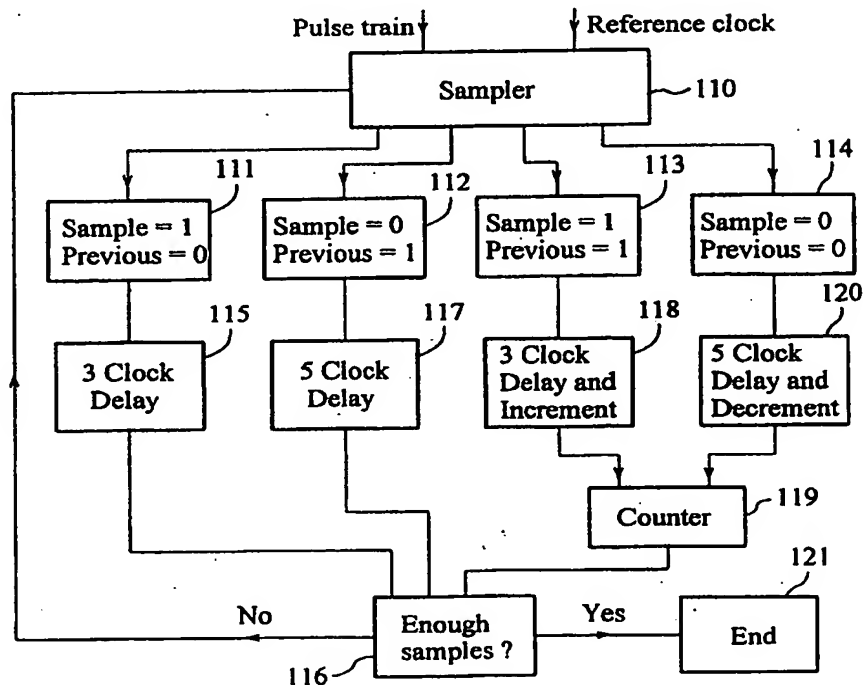 Pulse train
Reference clock
Sampler
110
111
112
113
114
Sample = 1
Previous = 0
Sample = 0
Previous = 1
Sample = 1
Previous = 1
Sample = 0
Previous = 0
115
117
118
120
3 Clock
Delay
5 Clock
Delay
3 Clock
Delay and
Increment
5 Clock
Delay and
Decrement
Counter
119
121
No
Enough
samples ?
Yes
End
116